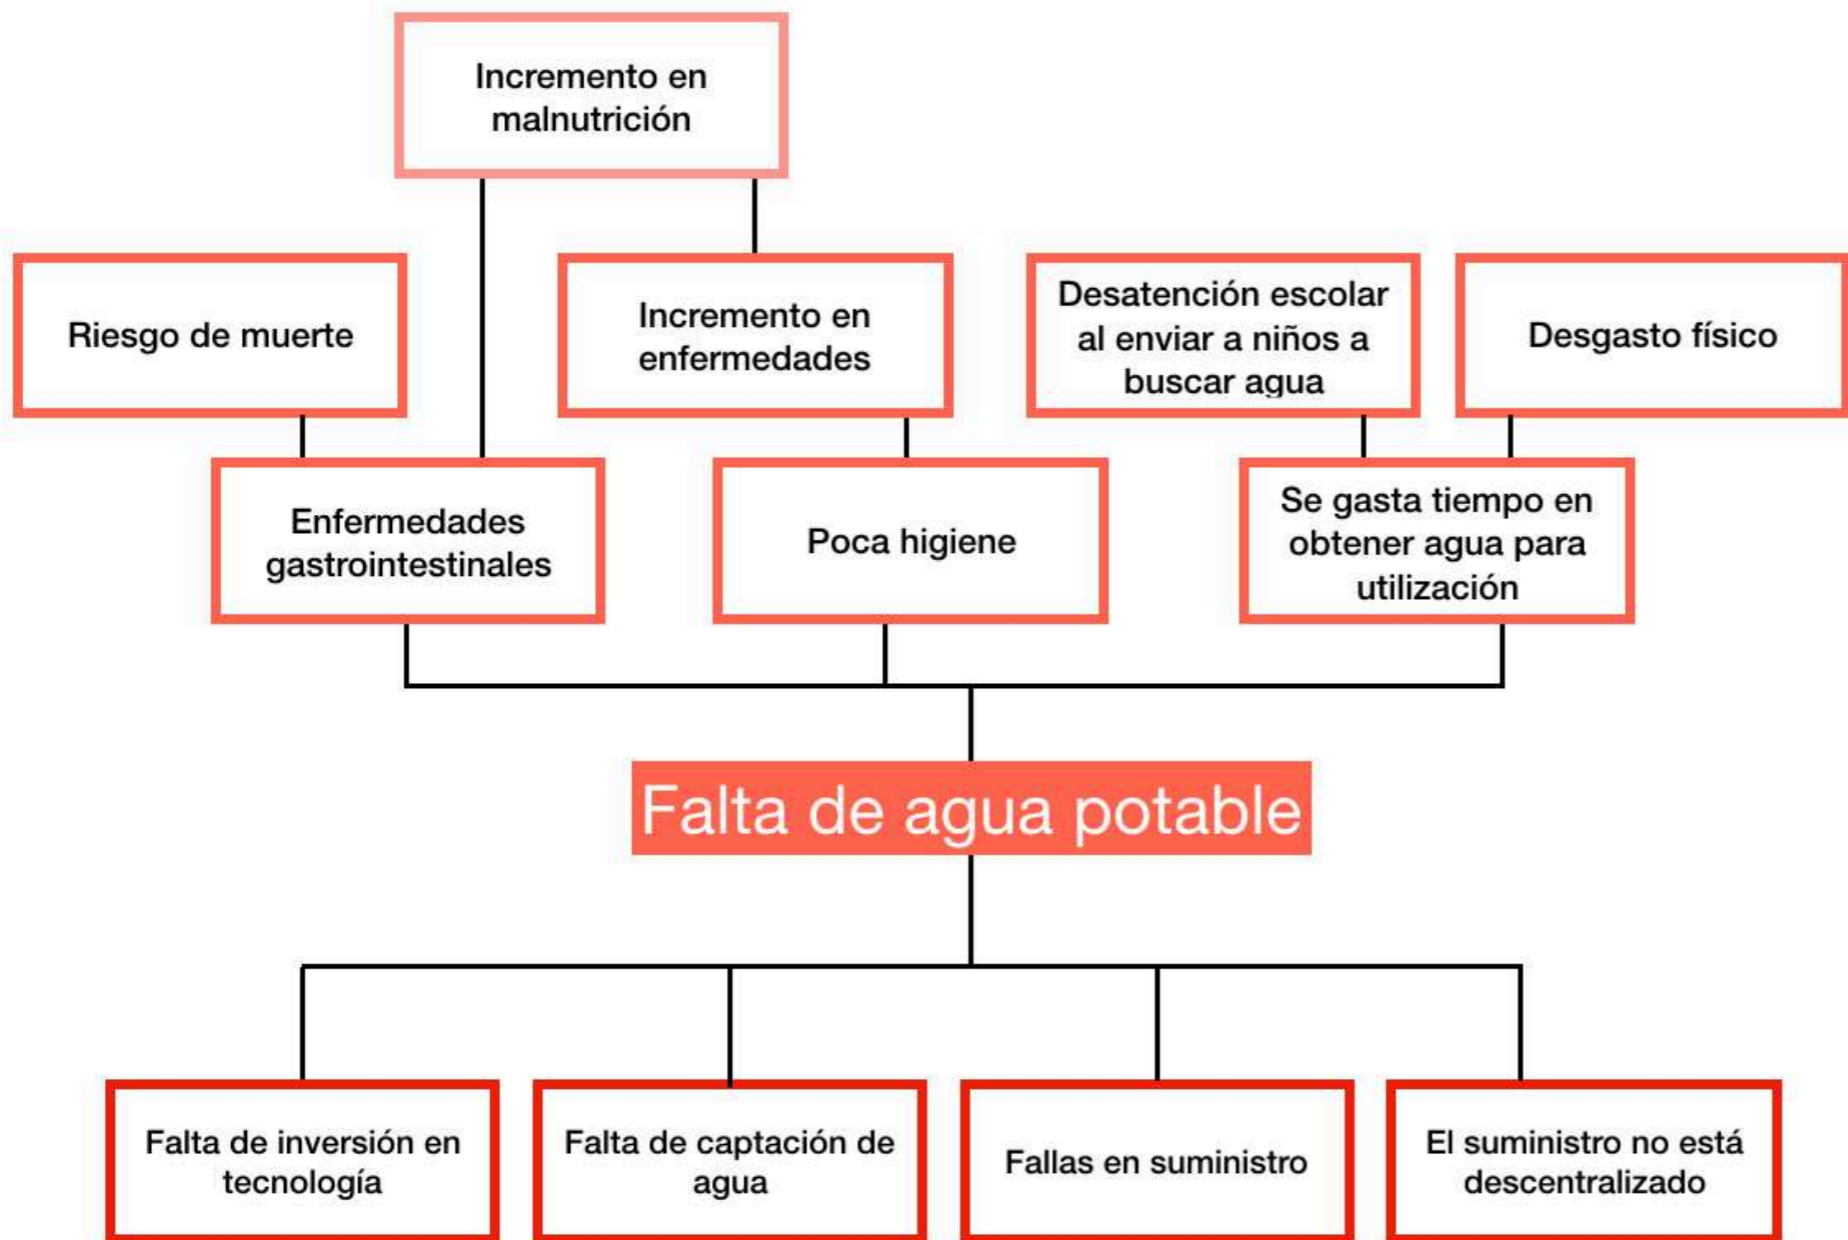 Incremento en
malnutrición
Riesgo de muerte
Incremento en
enfermedades
Desatención escolar
al enviar a niños a
buscar agua
Desgasto físico
Enfermedades
gastrointestinales
Poca higiene
Se gasta tiempo en
obtener agua para
utilización
Falta de agua potable
Falta de inversión en
tecnología
Falta de captación de
agua
Fallas en suministro
El suministro no está
descentralizado